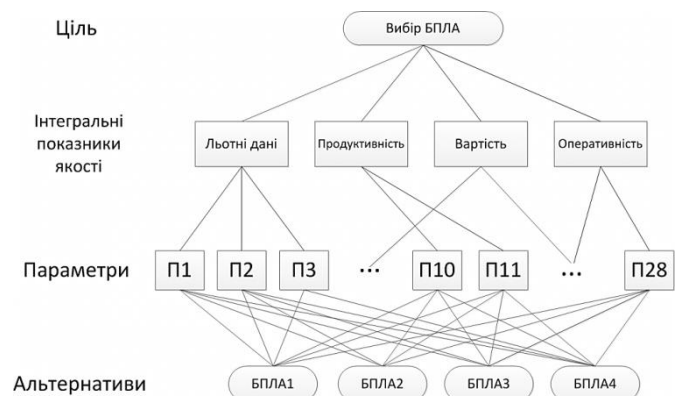 Ціль
Вибір БПЛА
Інтегральні
показники
якості
Льотні дані
Продуктивність
Вартість
Оперативність
Параметри
П1
П2
П3
...
П10
П11
...
П28
Альтернативи
БПЛА1
БПЛА2
БПЛА3
БПЛА4